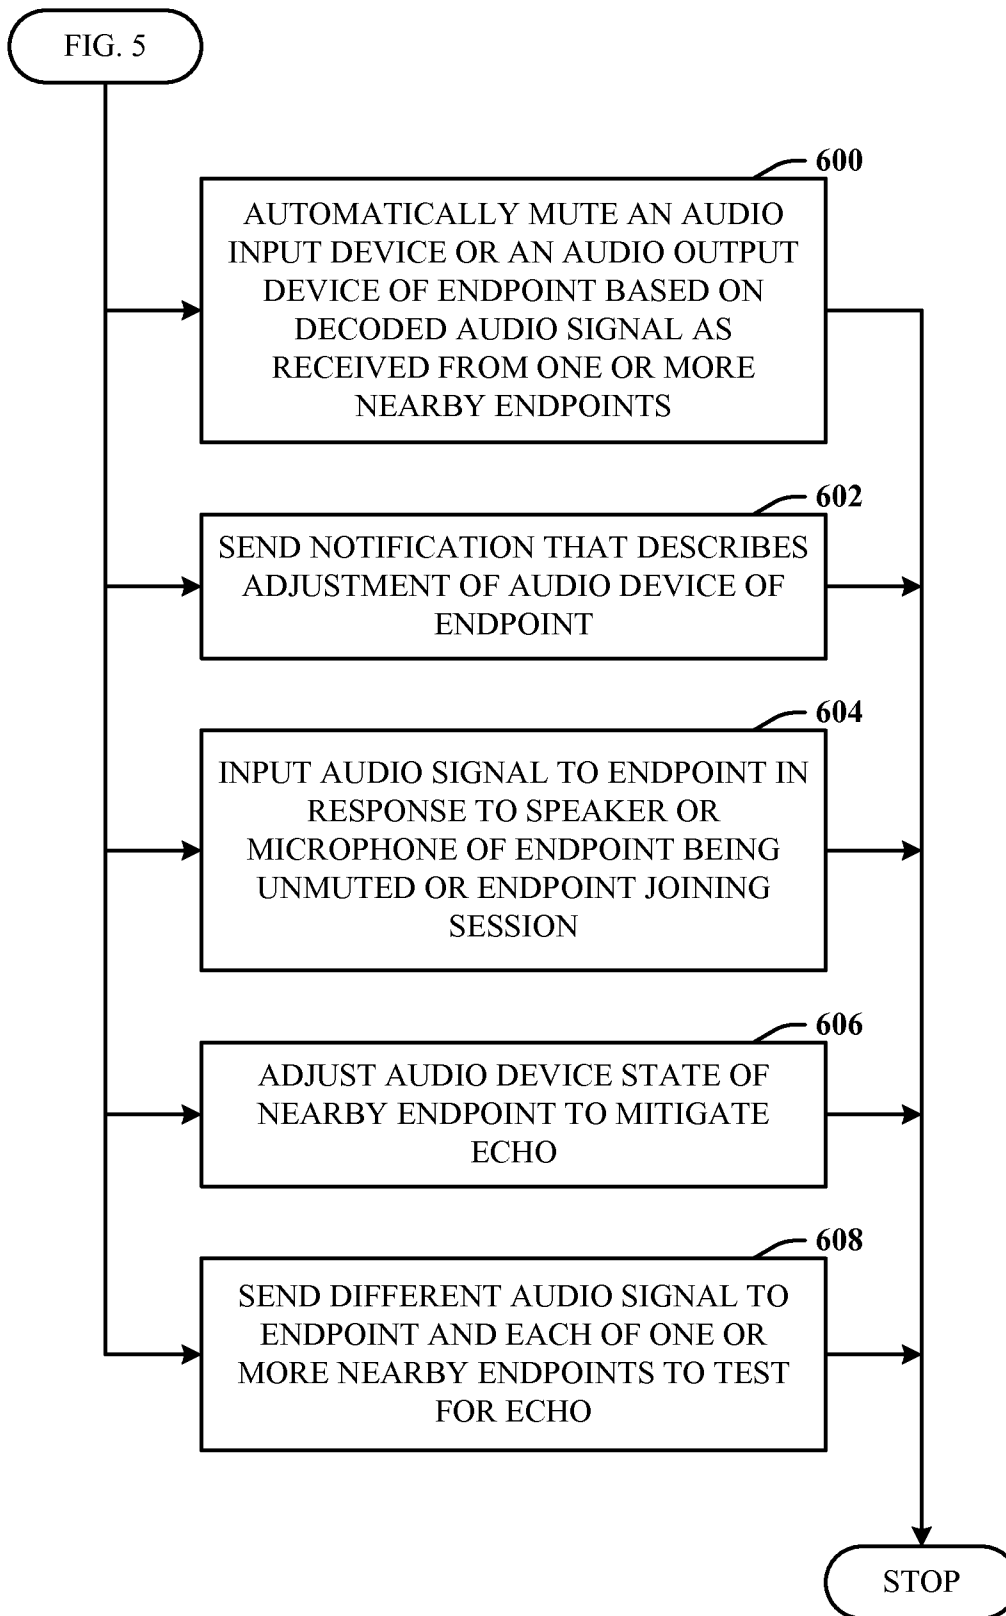 FIG. 5
600
AUTOMATICALLY MUTE AN AUDIO
INPUT DEVICE OR AN AUDIO OUTPUT
DEVICE OF ENDPOINT BASED ON
DECODED AUDIO SIGNAL AS
RECEIVED FROM ONE OR MORE
NEARBY ENDPOINTS
602
SEND NOTIFICATION THAT DESCRIBES
ADJUSTMENT OF AUDIO DEVICE OF
ENDPOINT
604
INPUT AUDIO SIGNAL TO ENDPOINT IN
RESPONSE TO SPEAKER OR
MICROPHONE OF ENDPOINT BEING
UNMUTED OR ENDPOINT JOINING
SESSION
606
ADJUST AUDIO DEVICE STATE OF
NEARBY ENDPOINT TO MITIGATE
ECHO
608
SEND DIFFERENT AUDIO SIGNAL TO
ENDPOINT AND EACH OF ONE OR
MORE NEARBY ENDPOINTS TO TEST
FOR ECHO
STOP